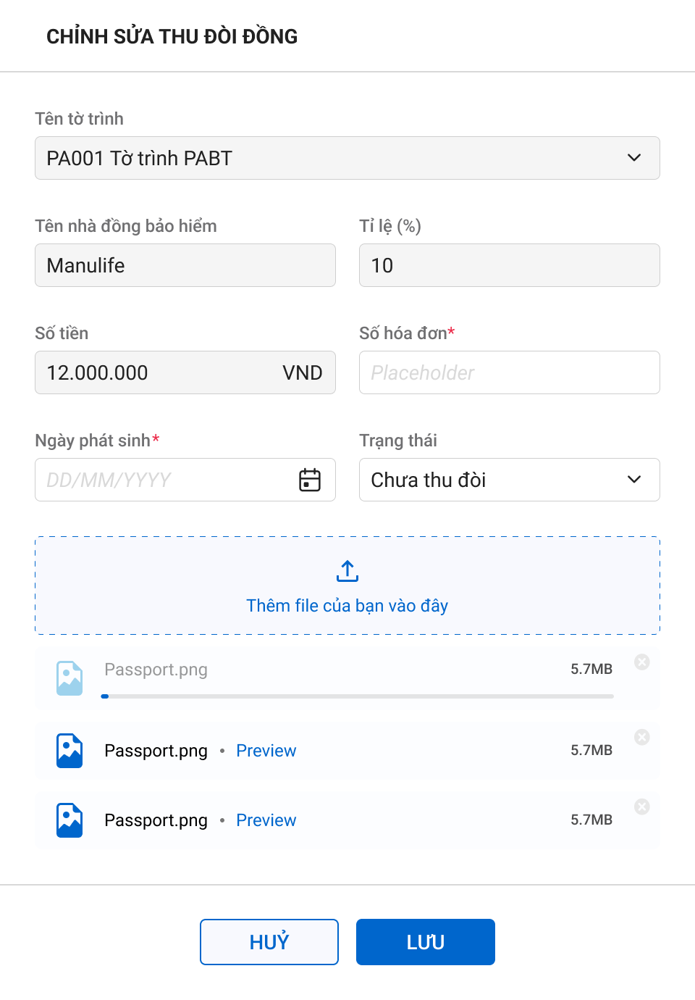 CHỈNH SỬA THU ĐÒI ĐỒNG
Tên tờ trình
PA001 Tờ trình PABT
Tên nhà đồng bảo hiểm
Tỉ lệ (%)
Manulife
10
Số tiền
Số hóa đơn*
12.000.000 VND
Placeholder
Ngày phát sinh*
Trạng thái
DD/MM/YYYY
Chưa thu đòi
Thêm file của bạn vào đây
Passport.png 5.7MB
Passport.png • Preview 5.7MB
Passport.png • Preview 5.7MB
HUỶ
LƯU